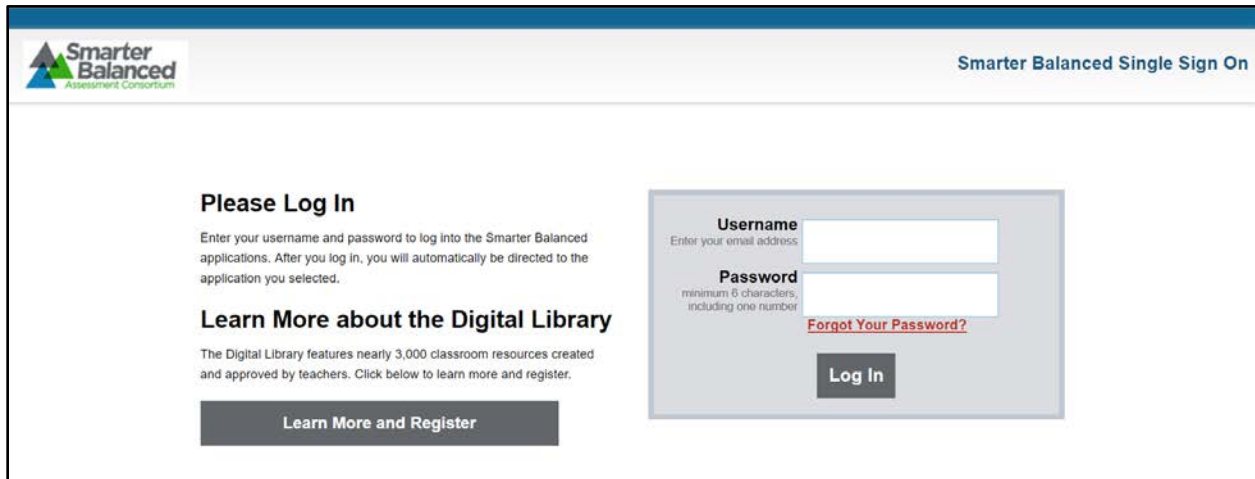 Smarter
Balanced
Assessment Consortium
Smarter Balanced Single Sign On
Please Log In
Enter your username and password to log into the Smarter Balanced
applications. After you log in, you will automatically be directed to the
application you selected.
Learn More about the Digital Library
The Digital Library features nearly 3,000 classroom resources created
and approved by teachers. Click below to learn more and register.
Learn More and Register
Username
Enter your email address
Password
minimum 6 characters,
including one number
Forgot Your Password?
Log In